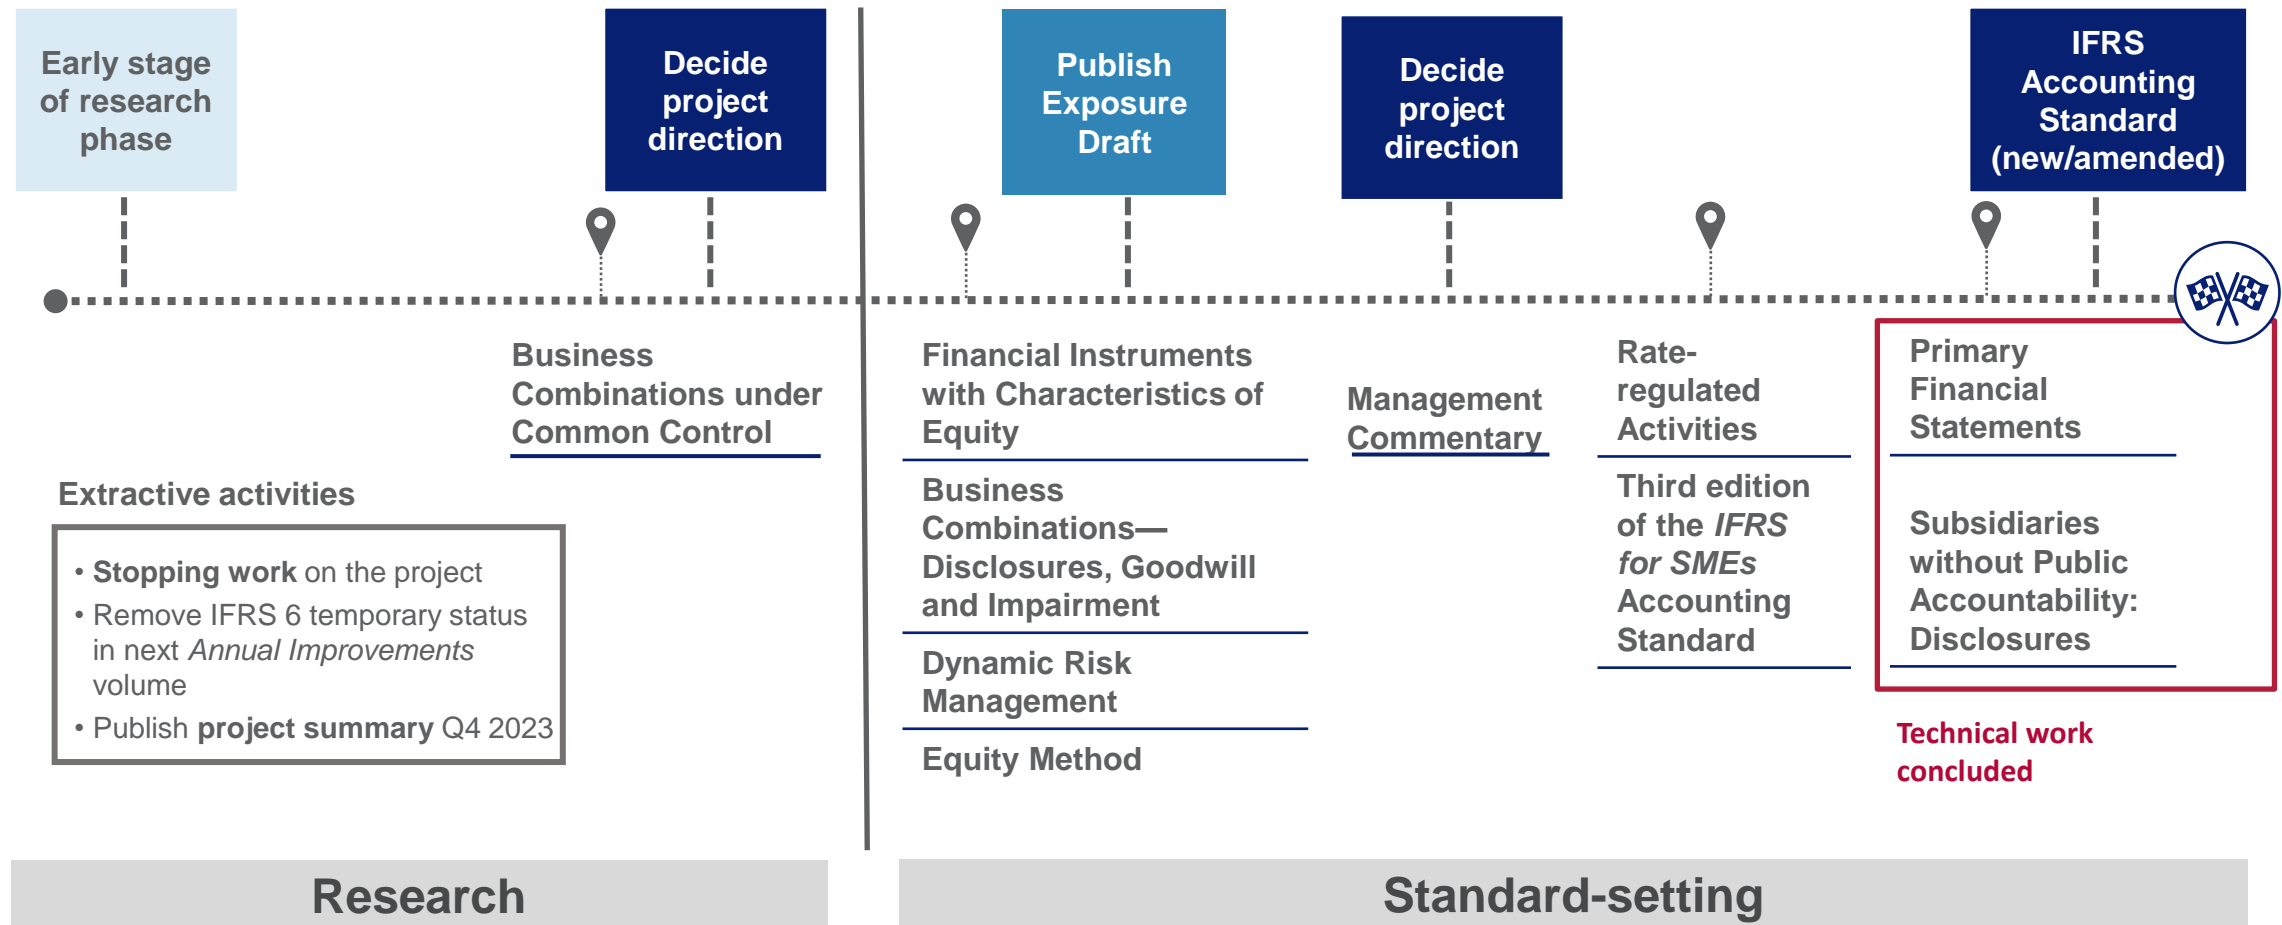 Early stage
of research
phase
Decide
project
direction
Publish
Exposure
Draft
Decide
project
direction
IFRS
Accounting
Standard
(new/amended)
Business
Combinations under
Common Control
Extractive activities
• Stopping work on the project
• Remove IFRS 6 temporary status
in next Annual Improvements
volume
• Publish project summary Q4 2023
Financial Instruments
with Characteristics of
Equity
Business
Combinations—
Disclosures, Goodwill
and Impairment
Dynamic Risk
Management
Equity Method
Management
Commentary
Rate-
regulated
Activities
Third edition
of the IFRS
for SMEs
Accounting
Standard
Primary
Financial
Statements
Subsidiaries
without Public
Accountability:
Disclosures
Technical work
concluded
Research
Standard-setting